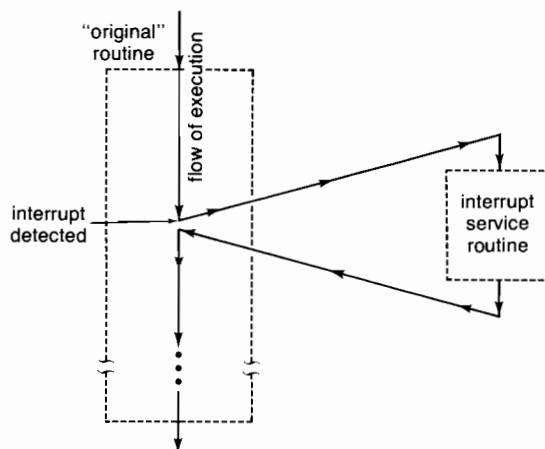 “original”
routine
flow of execution
interrupt
detected
interrupt
service
routine